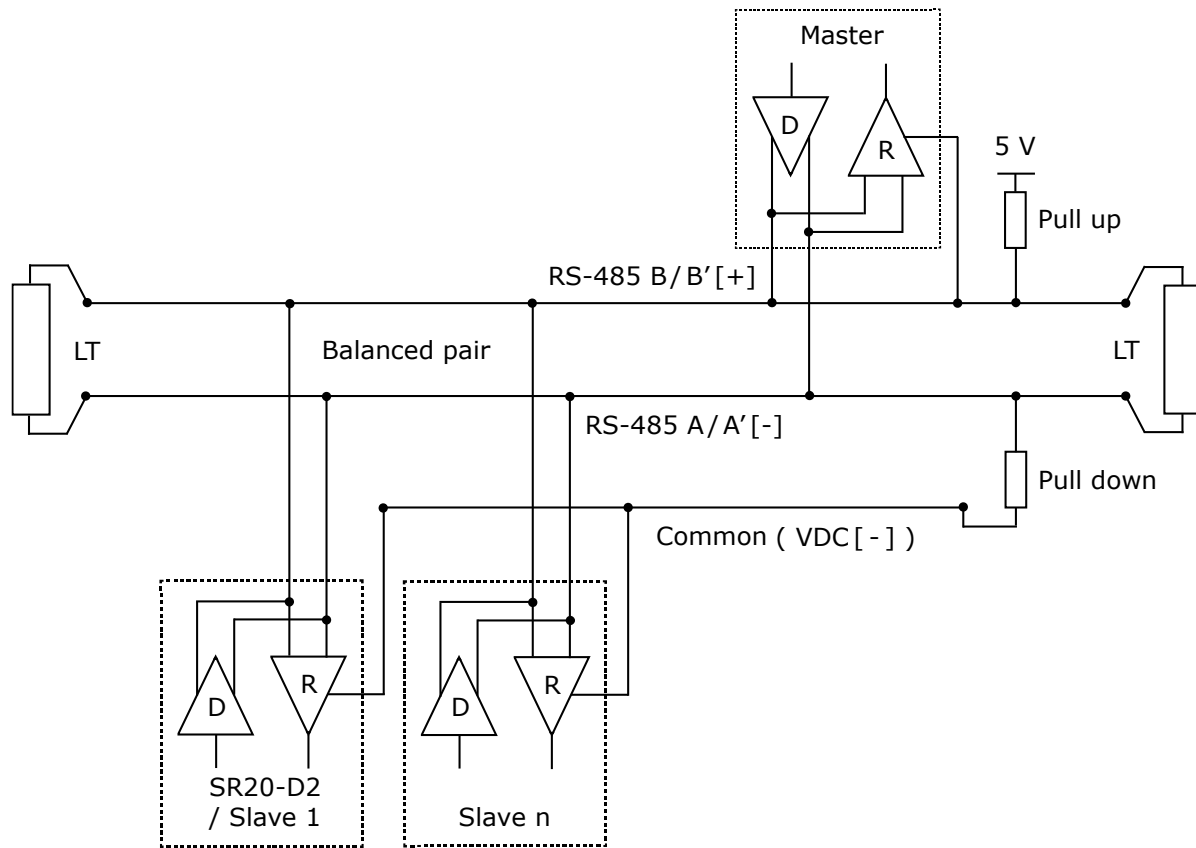 Master
D
R
5 V
Pull up
RS-485 B/B′[+]
LT
Balanced pair
LT
RS-485 A/A′[-]
Pull down
Common ( VDC[-] )
R
D
R
D
SR20-D2
/ Slave 1
Slave n